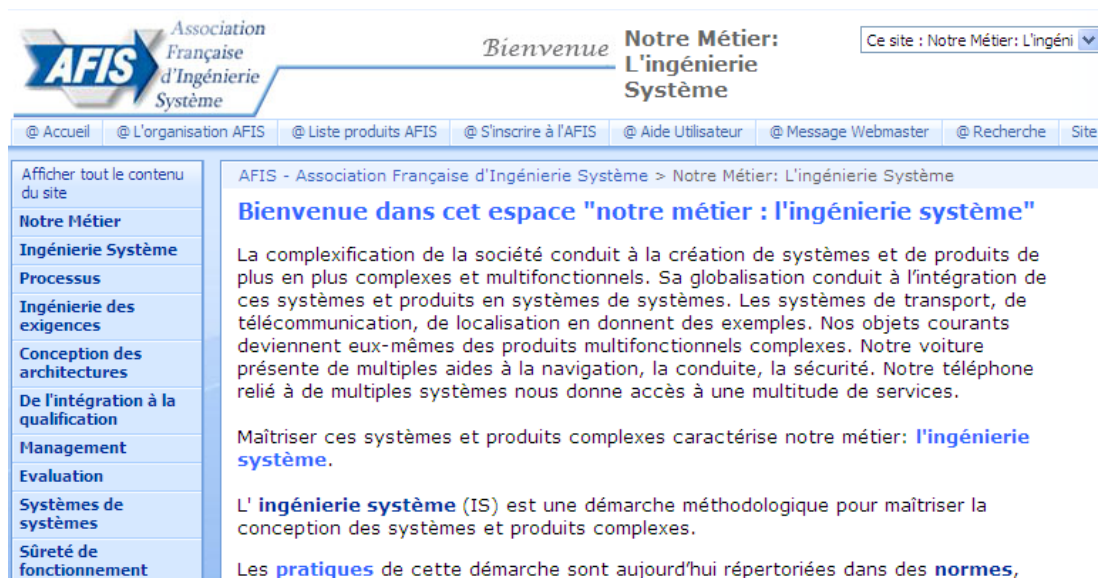 Association
Française
d'Ingénierie
Système
AFIS
Bienvenue
Notre Métier:
L'ingénierie
Système
Ce site : Notre Métier: L'ingéni
@ Accueil @ L'organisation AFIS @ Liste produits AFIS @ S'inscrire à l'AFIS @ Aide Utilisateur @ Message Webmaster @ Recherche Site
Afficher tout le contenu
du site
Notre Métier
Ingénierie Système
Processus
Ingénierie des
exigences
Conception des
architectures
De l'intégration à la
qualification
Management
Evaluation
Systèmes de
systèmes
Sûreté de
fonctionnement
AFIS - Association Française d'Ingénierie Système > Notre Métier: L'ingénierie Système
Bienvenue dans cet espace "notre métier : l'ingénierie système"
La complexification de la société conduit à la création de systèmes et de produits de
plus en plus complexes et multifonctionnels. Sa globalisation conduit à l’intégration de
ces systèmes et produits en systèmes de systèmes. Les systèmes de transport, de
télécommunication, de localisation en donnent des exemples. Nos objets courants
deviennent eux-mêmes des produits multifonctionnels complexes. Notre voiture
présente de multiples aides à la navigation, la conduite, la sécurité. Notre téléphone
relié à de multiples systèmes nous donne accès à une multitude de services.
Maîtriser ces systèmes et produits complexes caractérise notre métier: l'ingénierie
système.
L' ingénierie système (IS) est une démarche méthodologique pour maîtriser la
conception des systèmes et produits complexes.
Les pratiques de cette démarche sont aujourd’hui répertoriées dans des normes,